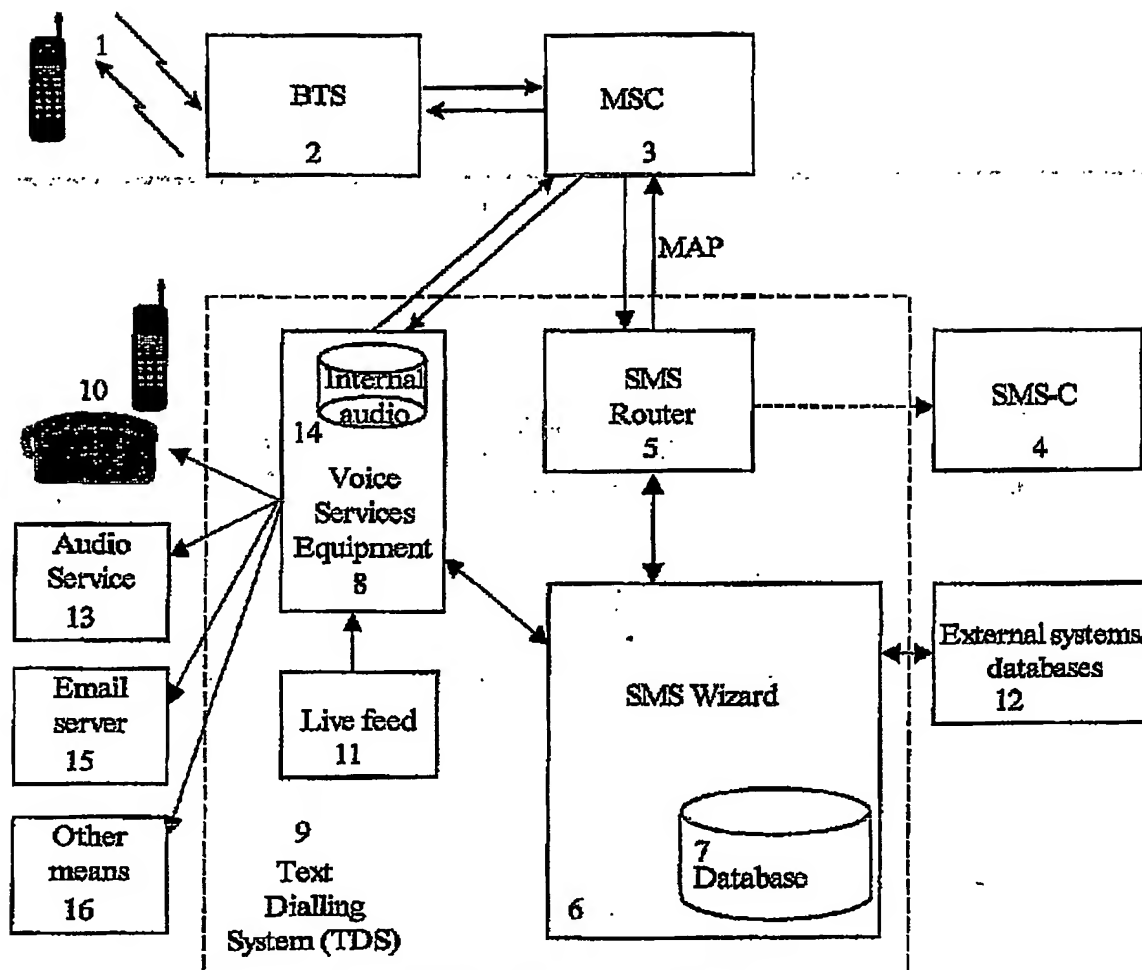 1
BTS
2
MSC
3
MAP
10
Internal
audio
14
Voice
Services
Equipment
8
SMS
Router
5
SMS-C
4
Audio
Service
13
Email
server
15
Other
means
16
Live feed
11
9
Text
Dialling
System (TDS)
SMS Wizard
7
Database
6
External systems
databases
12